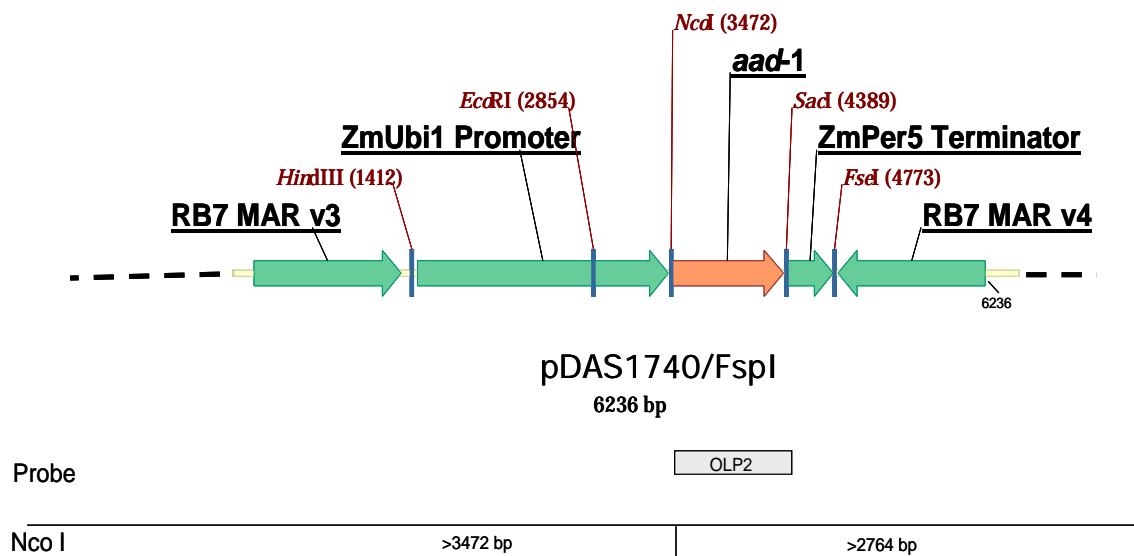 NcoI (3472)
aad-1
EcoRI (2854)
SacI (4389)
ZmUbi1 Promoter
ZmPer5 Terminator
HindIII (1412)
FseI (4773)
RB7 MAR v3
RB7 MAR v4
6236
pDAS1740/FspI
6236 bp
Probe
OLP2
Nco I
>3472 bp
>2764 bp